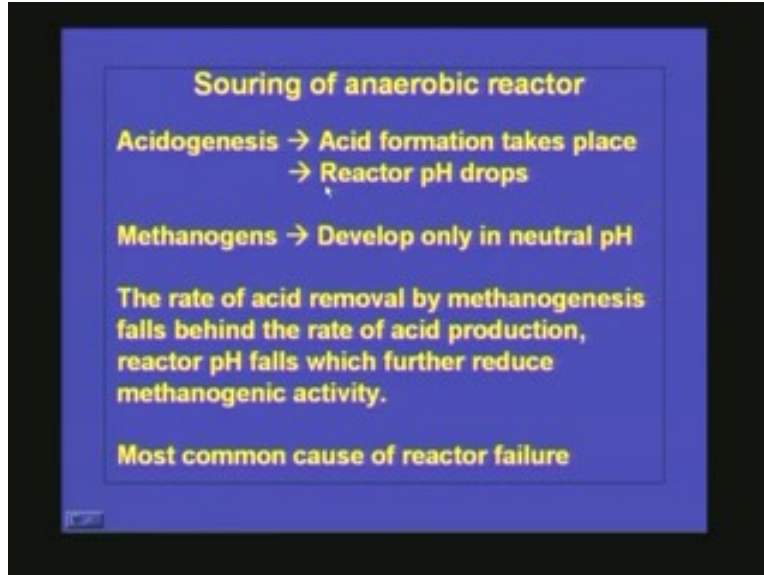 Souring of anaerobic reactor
Acidogenesis → Acid formation takes place
→ Reactor pH drops
Methanogens → Develop only in neutral pH
The rate of acid removal by methanogenesis
falls behind the rate of acid production,
reactor pH falls which further reduce
methanogenic activity.
Most common cause of reactor failure